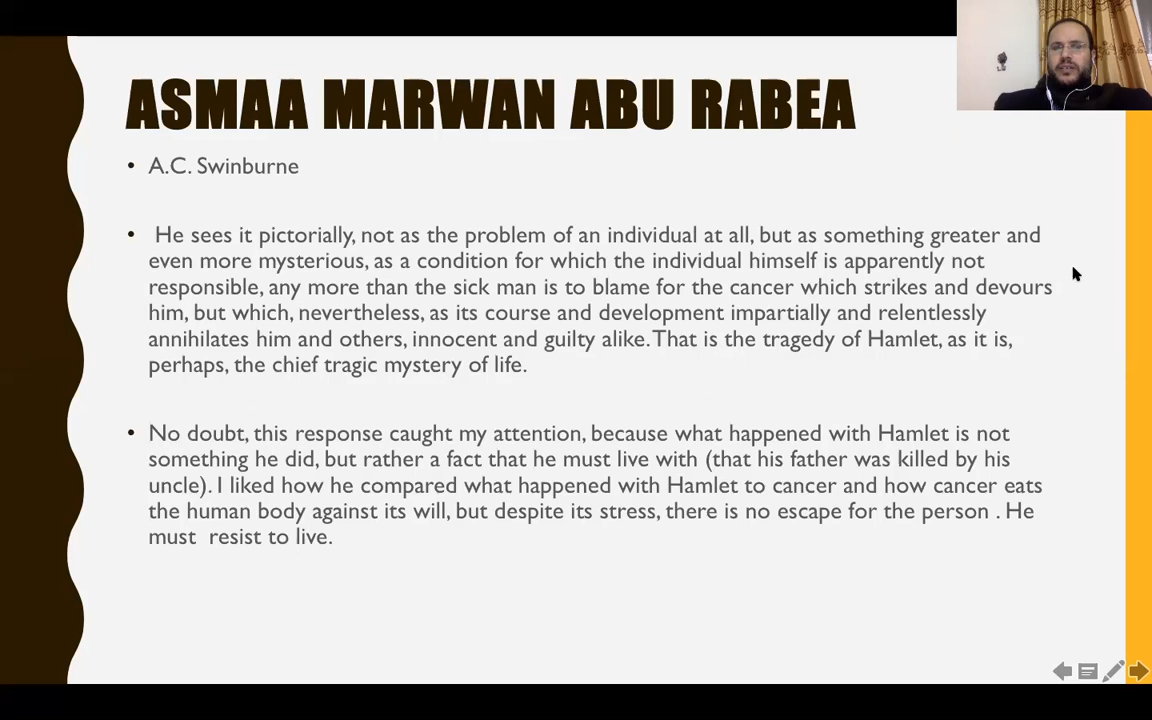 ASMAA MARWAN ABU RABEA
• A.C. Swinburne
• He sees it pictorially, not as the problem of an individual at all, but as something greater and
even more mysterious, as a condition for which the individual himself is apparently not
responsible, any more than the sick man is to blame for the cancer which strikes and devours
him, but which, nevertheless, as its course and development impartially and relentlessly
annihilates him and others, innocent and guilty alike. That is the tragedy of Hamlet, as it is,
perhaps, the chief tragic mystery of life.
• No doubt, this response caught my attention, because what happened with Hamlet is not
something he did, but rather a fact that he must live with (that his father was killed by his
uncle). I liked how he compared what happened with Hamlet to cancer and how cancer eats
the human body against its will, but despite its stress, there is no escape for the person . He
must  resist to live.